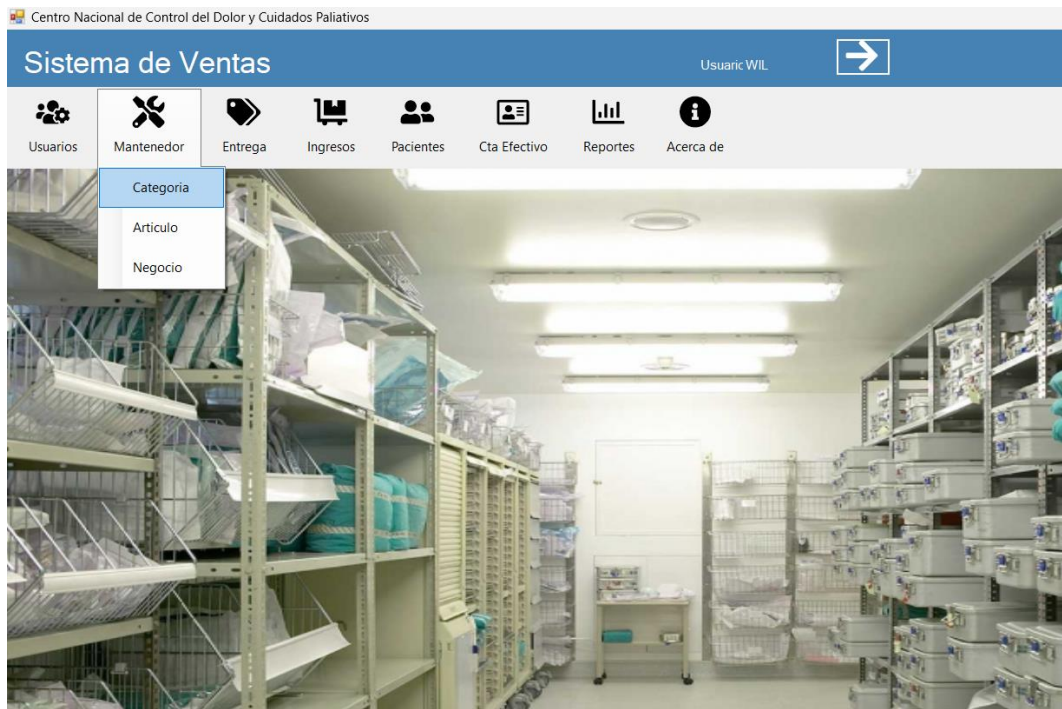 Centro Nacional de Control del Dolor y Cuidados Paliativos
Sistema de Ventas
Usuaric WIL
Usuarios
Mantenedor
Entrega
Ingresos
Pacientes
Cta Efectivo
Reportes
Acerca de
Categoria
Articulo
Negocio